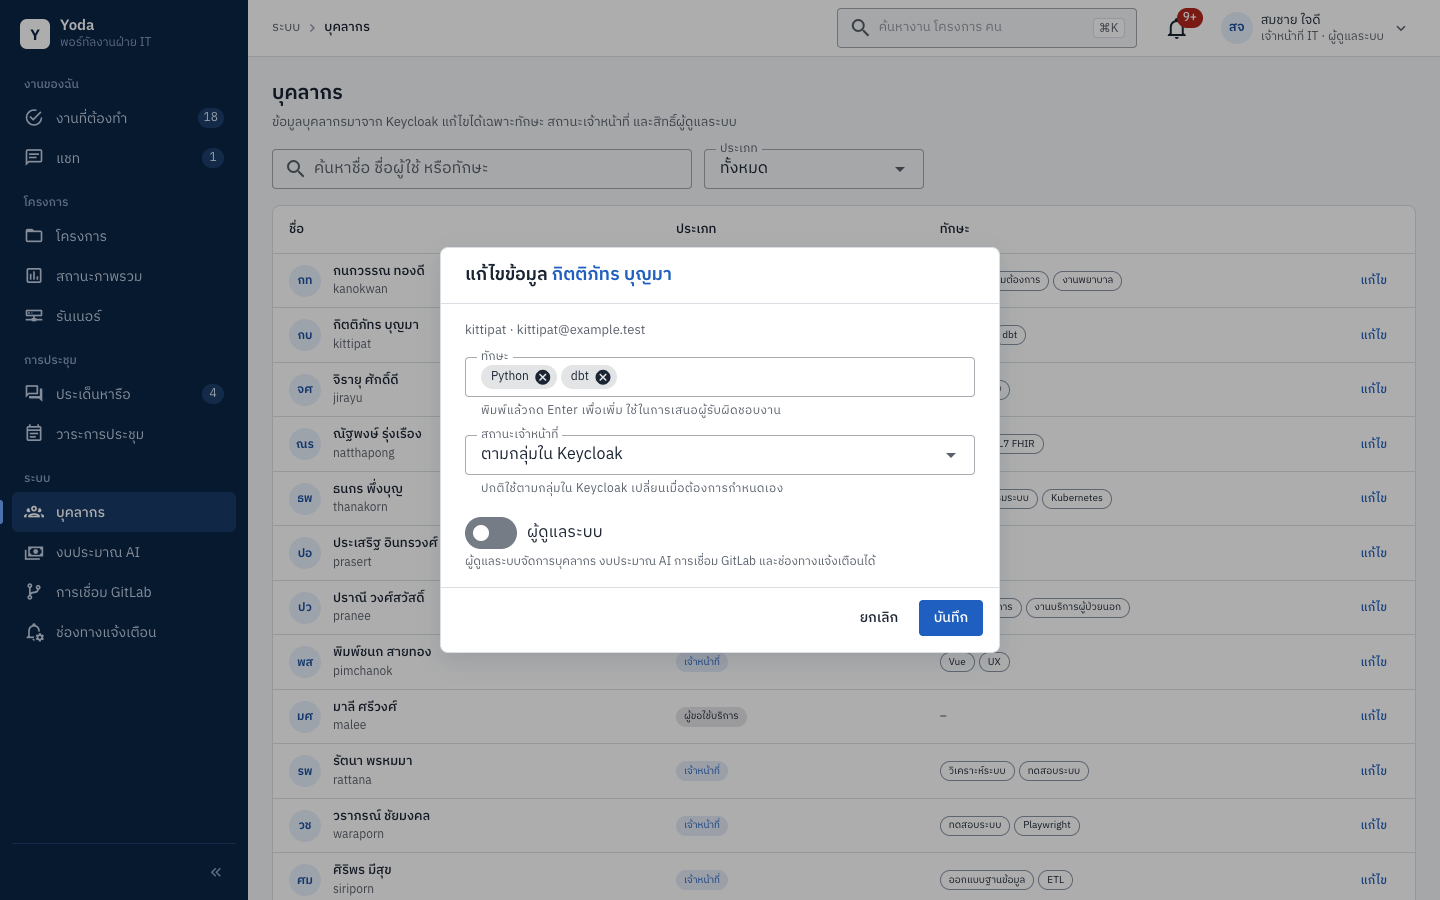 Y
Yoda
พอร์ทัลงานฝ่าย IT
งานของฉัน
งานที่ต้องทำ 18
แชท 1
โครงการ
โครงการ
สถานะภาพรวม
รันเนอร์
การประชุม
ประเด็นหารือ 4
วาระการประชุม
ระบบ
บุคลากร
งบประมาณ AI
การเชื่อม GitLab
ช่องทางแจ้งเตือน
ระบบ › บุคลากร
ค้นหางาน โครงการ คน ⌘K
9+
สจ
สมชาย ใจดี
เจ้าหน้าที่ IT · ผู้ดูแลระบบ
บุคลากร
ข้อมูลบุคลากรมาจาก Keycloak แก้ไขได้เฉพาะทักษะ สถานะเจ้าหน้าที่ และสิทธิ์ผู้ดูแลระบบ
ค้นหาชื่อ ชื่อผู้ใช้ หรือทักษะ
ประเภท
ทั้งหมด
ชื่อ ประเภท ทักษะ
กท กนกวรรณ ทองดี งานพยาบาล แก้ไข
kanokwan
กบ กิตติภัทร บุญมา dbt แก้ไข
kittipat
จศ จิรายุ ศักดิ์ดี แก้ไข
jirayu
ณร ณัฐพงษ์ รุ่งเรือง L7 FHIR แก้ไข
natthapong
ธพ ธนกร พึ่งบุญ Kubernetes แก้ไข
thanakorn
ปอ ประเสริฐ อินทรวงศ์ แก้ไข
prasert
ปว ปราณี วงศ์สวัสดิ์ งานบริการผู้ป่วยนอก แก้ไข
pranee
พส พิมพ์ชนก สายทอง เจ้าหน้าที่ Vue UX แก้ไข
pimchanok
มศ มาลี ศรีวงศ์ ผู้ขอใช้บริการ – แก้ไข
malee
รพ รัตนา พรหมมา เจ้าหน้าที่ วิเคราะห์ระบบ ทดสอบระบบ แก้ไข
rattana
วช วราภรณ์ ชัยมงคล เจ้าหน้าที่ ทดสอบระบบ Playwright แก้ไข
waraporn
ศม ศิริพร มีสุข เจ้าหน้าที่ ออกแบบฐานข้อมูล ETL แก้ไข
siriporn
แก้ไขข้อมูล กิตติภัทร บุญมา
kittipat · kittipat@example.test
ทักษะ
Python dbt
พิมพ์แล้วกด Enter เพื่อเพิ่ม ใช้ในการเสนอผู้รับผิดชอบงาน
สถานะเจ้าหน้าที่
ตามกลุ่มใน Keycloak
ปกติใช้ตามกลุ่มใน Keycloak เปลี่ยนเมื่อต้องการกำหนดเอง
ผู้ดูแลระบบ
ผู้ดูแลระบบจัดการบุคลากร งบประมาณ AI การเชื่อม GitLab และช่องทางแจ้งเตือนได้
ยกเลิก บันทึก